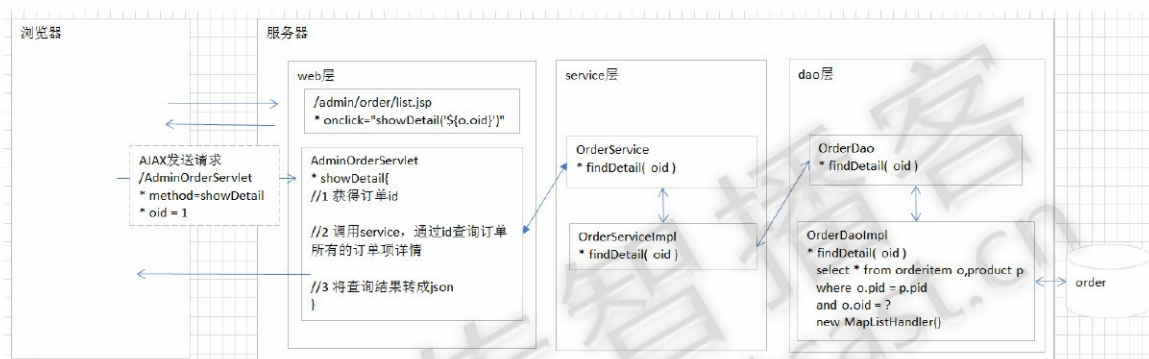 浏览器
服务器
web层
/admin/order/list.jsp
* onclick="showDetail('${o.oid}')"
AJAX发送请求
/AdminOrderServlet
* method=showDetail
* oid = 1
AdminOrderServlet
* showDetail{
//1 获得订单id
//2 调用service，通过id查询订单
所有的订单项详情
//3 将查询结果转成json
}
service层
OrderService
* findDetail( oid )
OrderServiceImpl
* findDetail( oid )
dao层
OrderDao
* findDetail( oid )
OrderDaoImpl
* findDetail( oid )
select * from orderitem o,product p
where o.pid = p.pid
and o.oid = ?
new MapListHandler()
order
智播客